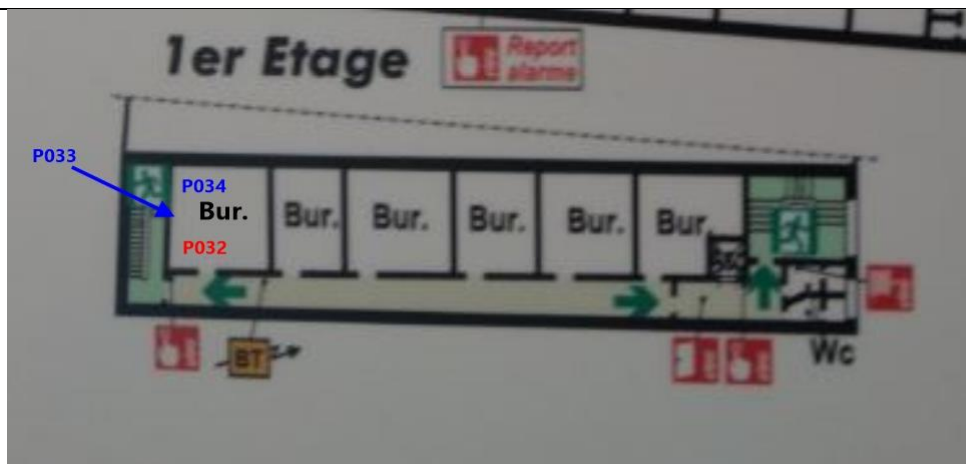 1er Etage
Report
alarme
P033
P034
Bur.
P032
Bur.
Bur.
Bur.
Bur.
Bur.
BT
Wc